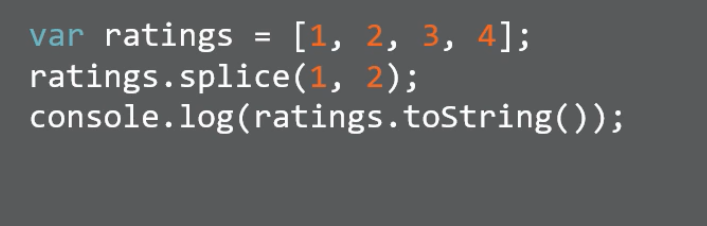 var ratings = [1, 2, 3, 4];
ratings.splice(1, 2);
console.log(ratings.toString());